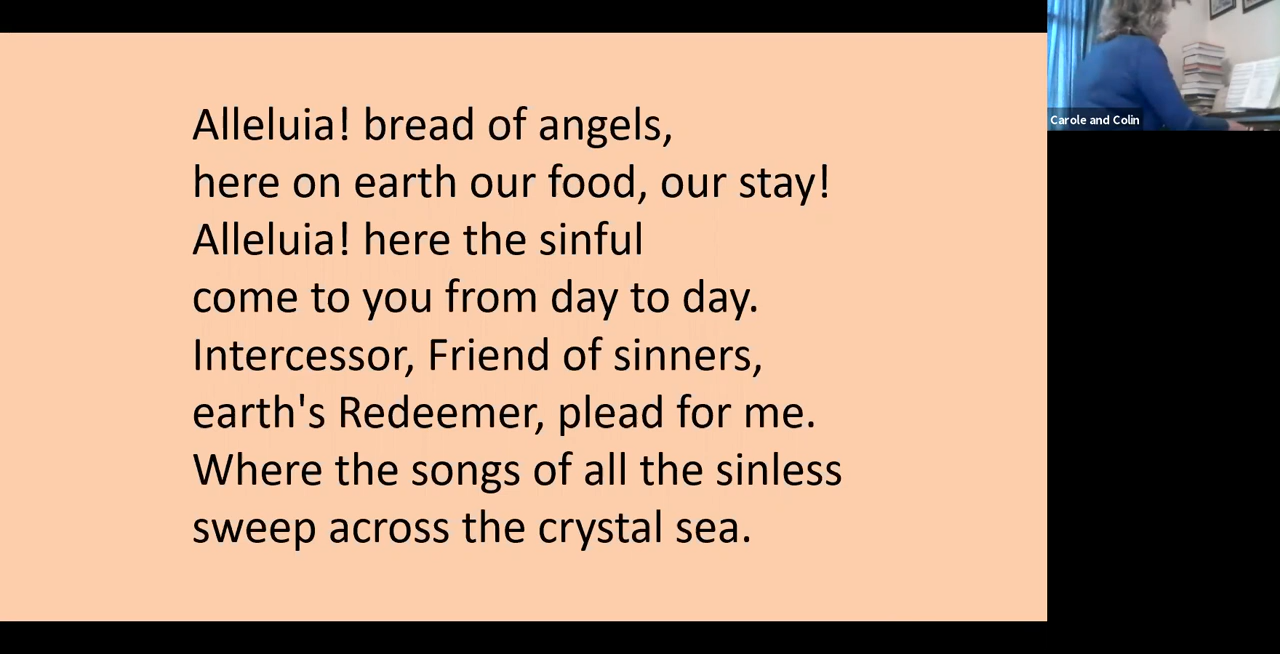 Alleluia! bread of angels,
here on earth our food, our stay!
Alleluia! here the sinful
come to you from day to day.
Intercessor, Friend of sinners,
earth's Redeemer, plead for me.
Where the songs of all the sinless
sweep across the crystal sea.
Carole and Colin